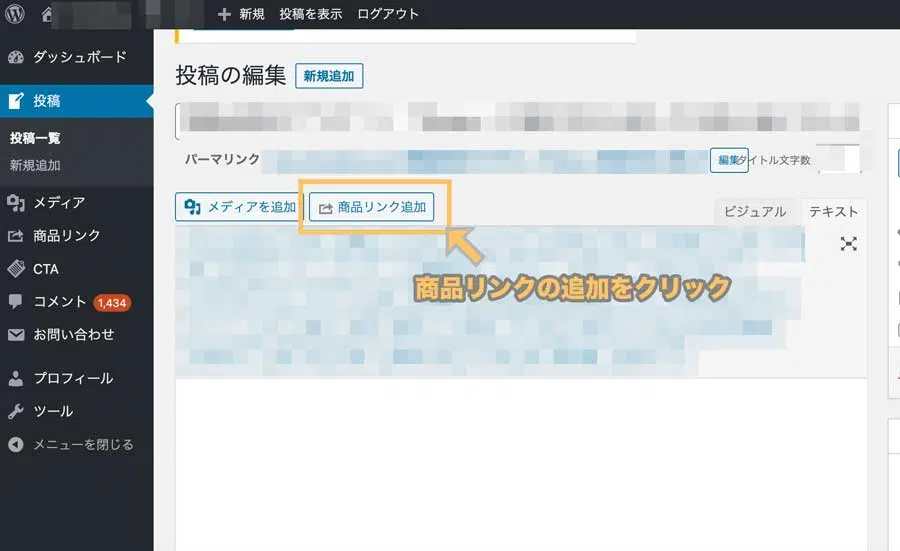 新規 投稿を表示 ログアウト
ダッシュボード
投稿
投稿一覧
新規追加
メディア
商品リンク
CTA
コメント 1,434
お問い合わせ
プロフィール
ツール
メニューを閉じる
投稿の編集 新規追加
パーマリンク 編集 タイトル文字数
メディアを追加 商品リンク追加 ビジュアル テキスト
商品リンクの追加をクリック